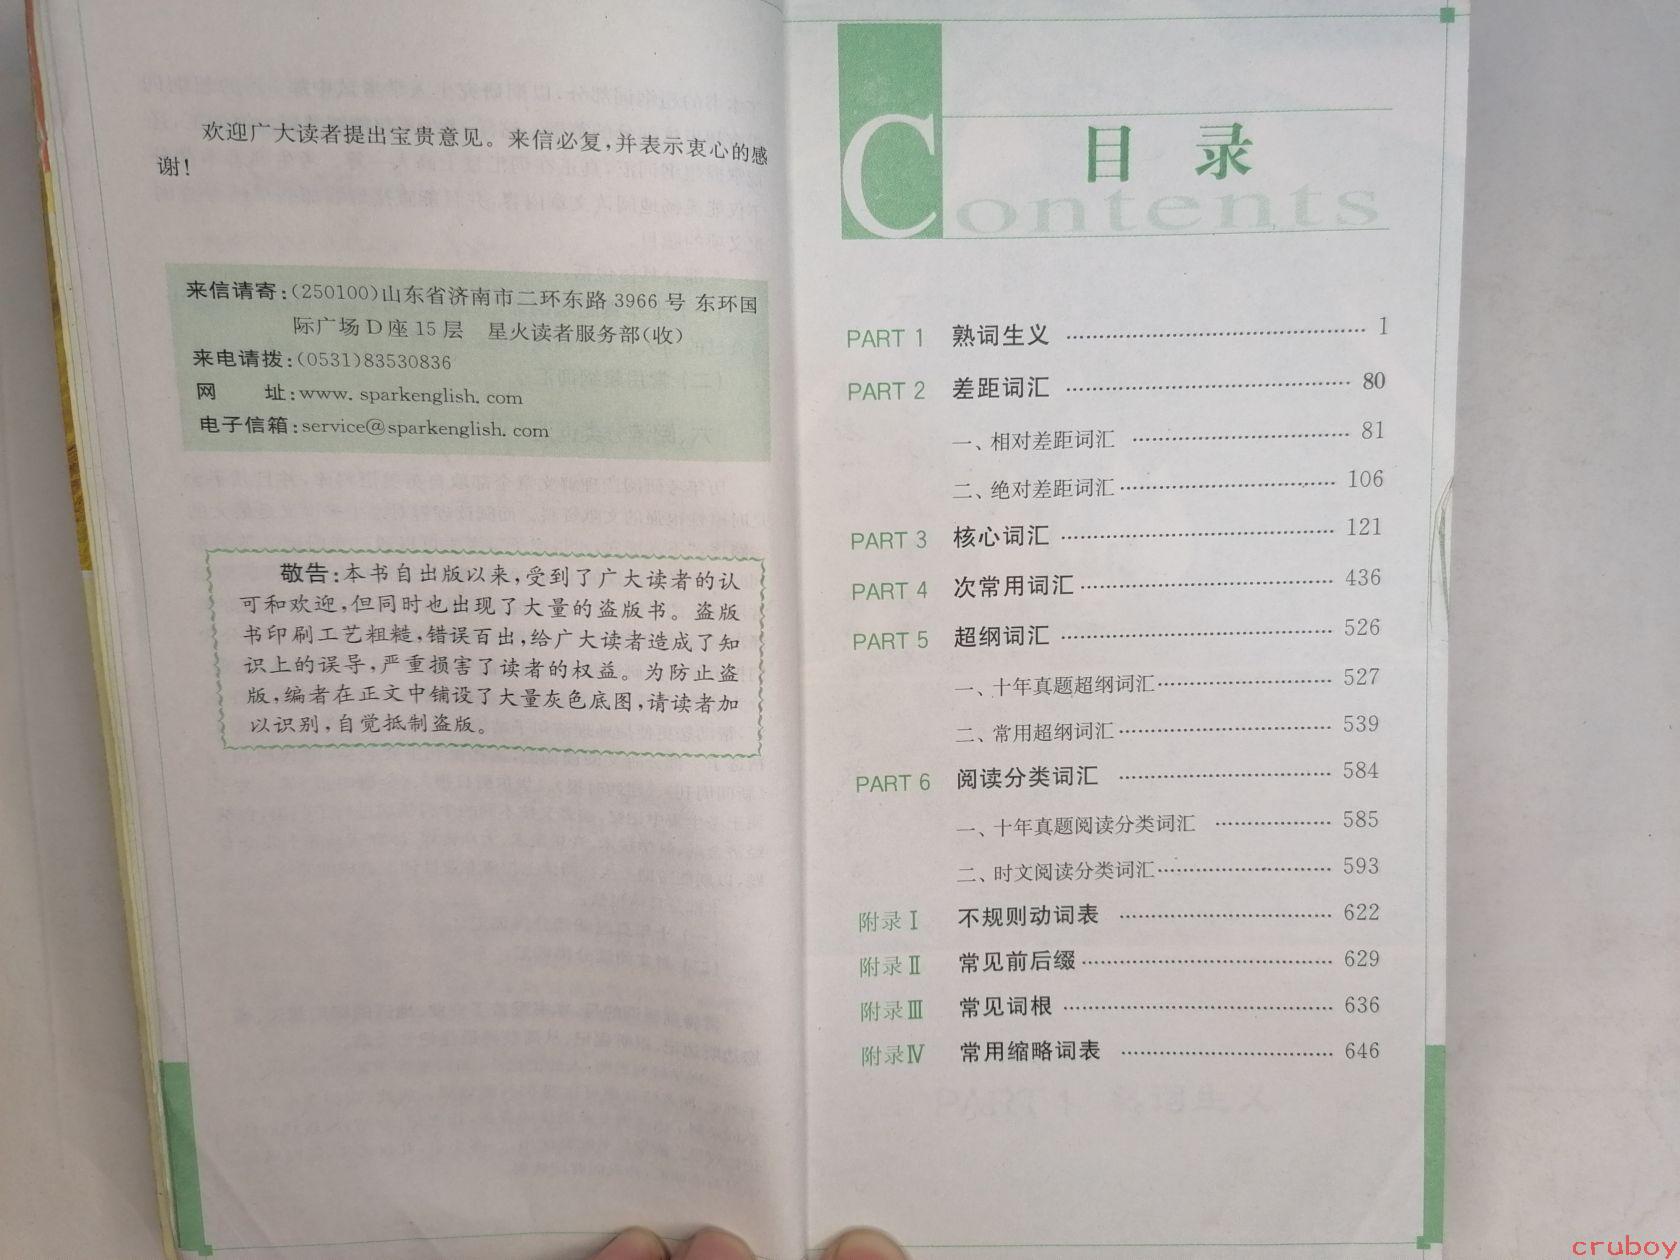 欢迎广大读者提出宝贵意见。来信必复,并表示衷心的感
谢!
来信请寄:(250100)山东省济南市二环东路 3966 号 东环国
际广场 D 座 15 层 星火读者服务部(收)
来电请拨:(0531)83530836
网 址:www. sparkenglish. com
电子信箱:service@sparkenglish. com
敬告:本书自出版以来,受到了广大读者的认
可和欢迎,但同时也出现了大量的盗版书。盗版
书印刷工艺粗糙,错误百出,给广大读者造成了知
识上的误导,严重损害了读者的权益。为防止盗
版,编者在正文中铺设了大量灰色底图,请读者加
以识别,自觉抵制盗版。
目 录
Contents
PART 1 熟词生义 …… 1
PART 2 差距词汇 …… 80
一、相对差距词汇 …… 81
二、绝对差距词汇 …… 106
PART 3 核心词汇 …… 121
PART 4 次常用词汇 …… 436
PART 5 超纲词汇 …… 526
一、十年真题超纲词汇 …… 527
二、常用超纲词汇 …… 539
PART 6 阅读分类词汇 …… 584
一、十年真题阅读分类词汇 …… 585
二、时文阅读分类词汇 …… 593
附录Ⅰ 不规则动词表 …… 622
附录Ⅱ 常见前后缀 …… 629
附录Ⅲ 常见词根 …… 636
附录Ⅳ 常用缩略词表 …… 646
cruboy